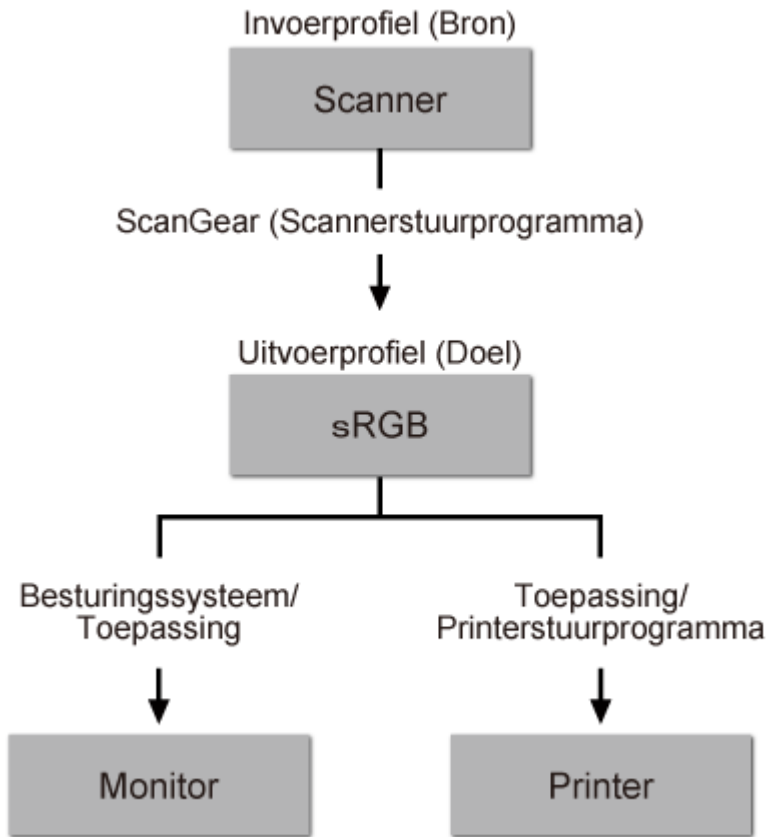 Invoerprofiel (Bron)
Scanner
ScanGear (Scannerstuurprogramma)
Uitvoerprofiel (Doel)
sRGB
Besturingssysteem/
Toepassing
Toepassing/
Printerstuurprogramma
Monitor
Printer